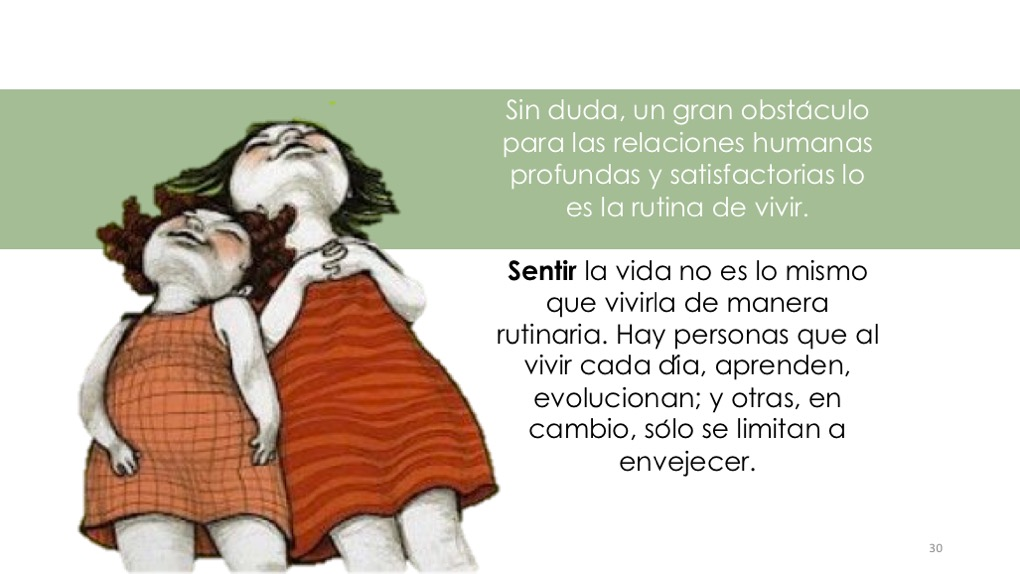 Sin duda, un gran obstáculo
para las relaciones humanas
profundas y satisfactorias lo
es la rutina de vivir.
Sentir la vida no es lo mismo
que vivirla de manera
rutinaria. Hay personas que al
vivir cada día, aprenden,
evolucionan; y otras, en
cambio, sólo se limitan a
envejecer.
30